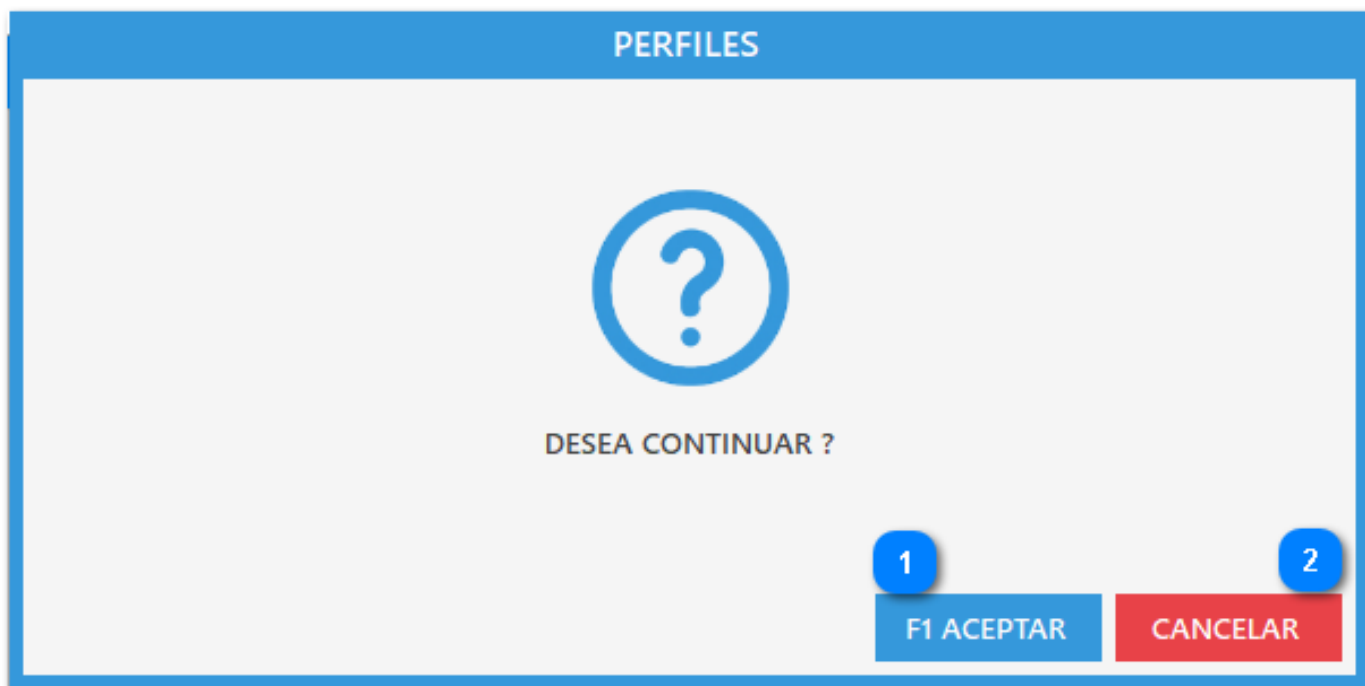 PERFILES
DESEA CONTINUAR ?
1
2
F1 ACEPTAR
CANCELAR